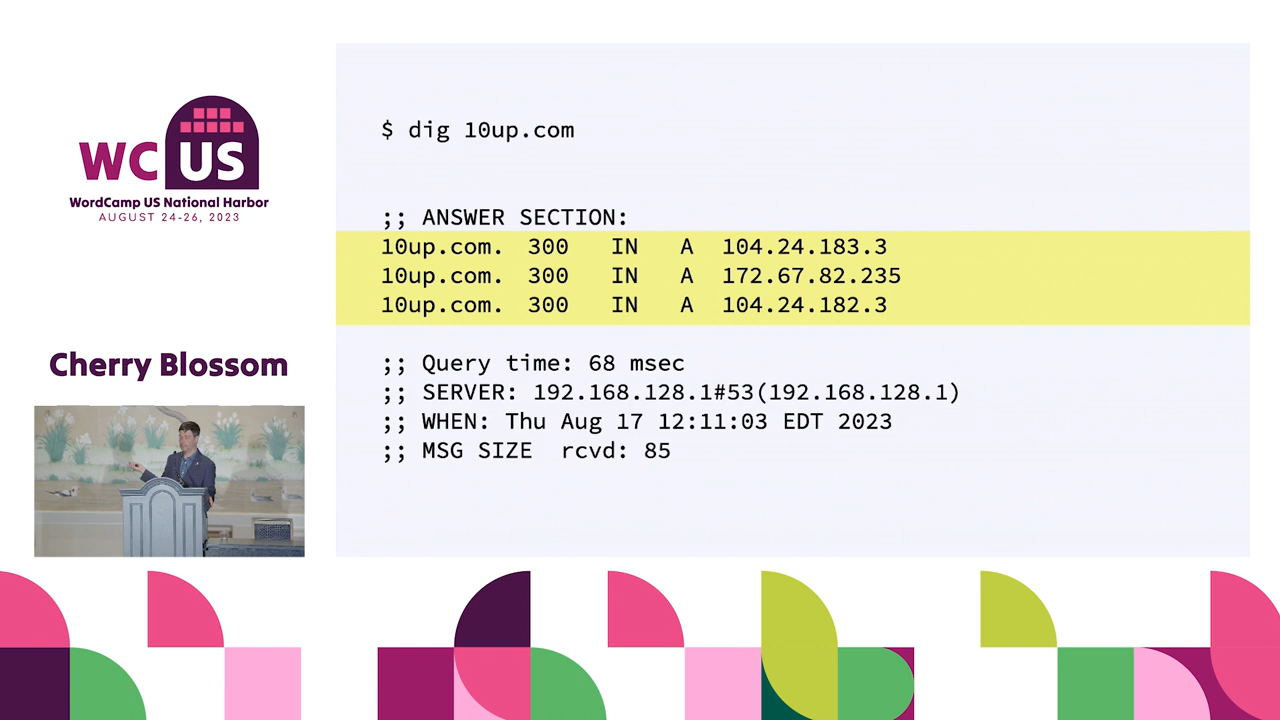 WC US
WordCamp US National Harbor
AUGUST 24-26, 2023
Cherry Blossom
$ dig 10up.com
;; ANSWER SECTION:
10up.com. 300 IN A 104.24.183.3
10up.com. 300 IN A 172.67.82.235
10up.com. 300 IN A 104.24.182.3
;; Query time: 68 msec
;; SERVER: 192.168.128.1#53(192.168.128.1)
;; WHEN: Thu Aug 17 12:11:03 EDT 2023
;; MSG SIZE rcvd: 85